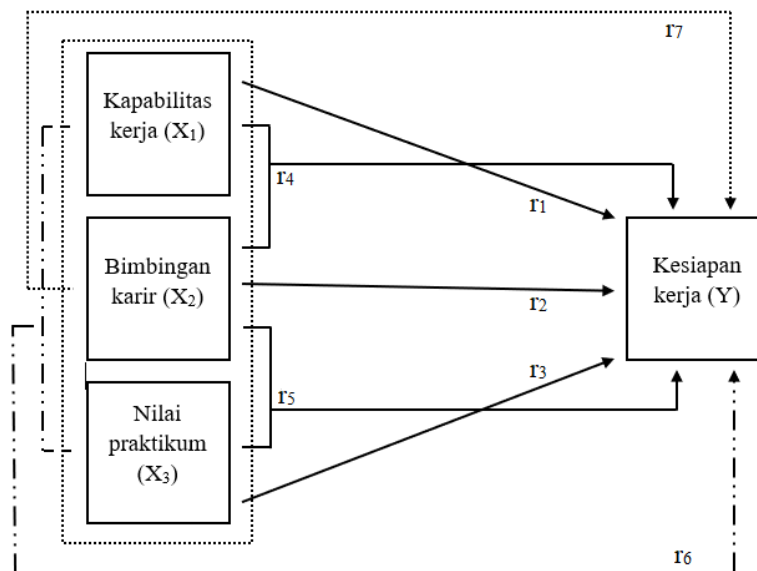 r7
Kapabilitas
kerja (X1)
r4
r1
Bimbingan
karir (X2)
Kesiapan
kerja (Y)
r2
r3
r5
Nilai
praktikum
(X3)
r6